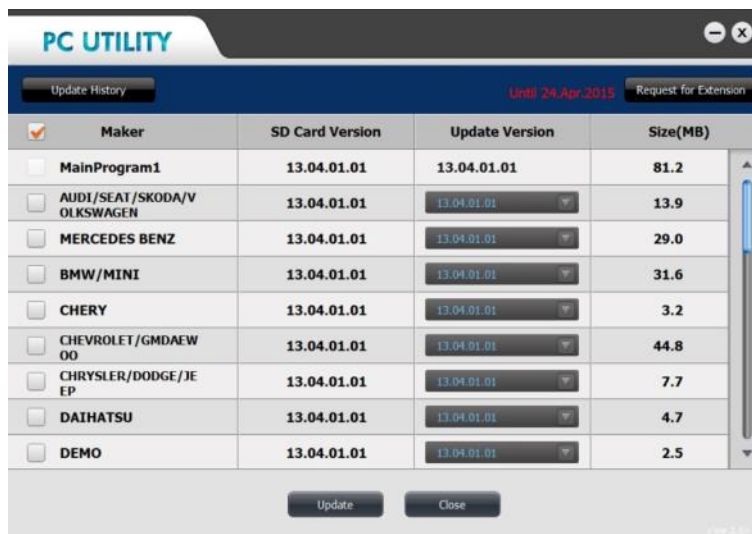 PC UTILITY
Update History
Until 24.Apr.2015
Request for Extension
Maker SD Card Version Update Version Size(MB)
MainProgram1 13.04.01.01 13.04.01.01 81.2
AUDI/SEAT/SKODA/V
OLKSWAGEN 13.04.01.01 13.04.01.01 13.9
MERCEDES BENZ 13.04.01.01 13.04.01.01 29.0
BMW/MINI 13.04.01.01 13.04.01.01 31.6
CHERY 13.04.01.01 13.04.01.01 3.2
CHEVROLET/GMDAEW
OO 13.04.01.01 13.04.01.01 44.8
CHRYSLER/DODGE/JE
EP 13.04.01.01 13.04.01.01 7.7
DAIHATSU 13.04.01.01 13.04.01.01 4.7
DEMO 13.04.01.01 13.04.01.01 2.5
Update Close